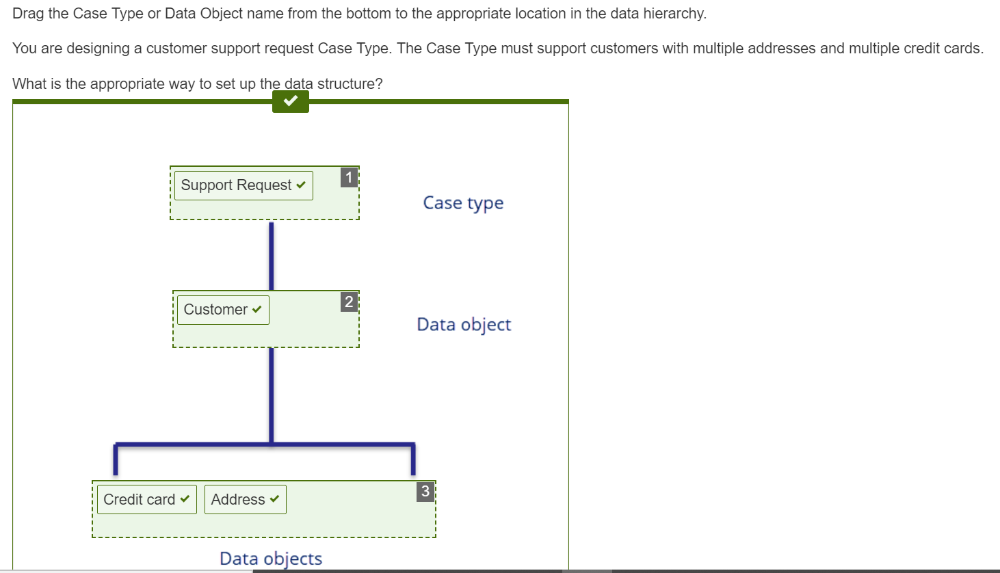 Drag the Case Type or Data Object name from the bottom to the appropriate location in the data hierarchy.
You are designing a customer support request Case Type. The Case Type must support customers with multiple addresses and multiple credit cards.
What is the appropriate way to set up the data structure?
Support Request
1
Case type
Customer
2
Data object
Credit card
Address
3
Data objects